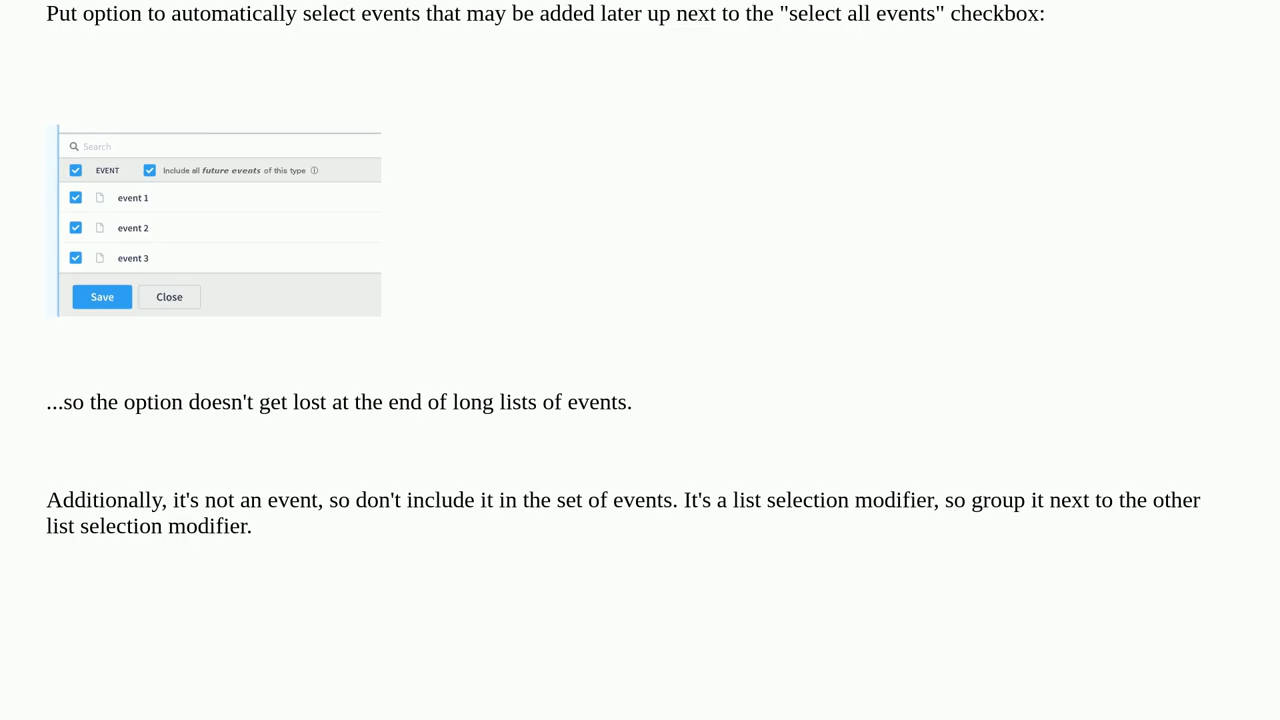 Put option to automatically select events that may be added later up next to the "select all events" checkbox:
Search
EVENT Include all future events of this type
event 1
event 2
event 3
Save Close
...so the option doesn't get lost at the end of long lists of events.
Additionally, it's not an event, so don't include it in the set of events. It's a list selection modifier, so group it next to the other
list selection modifier.